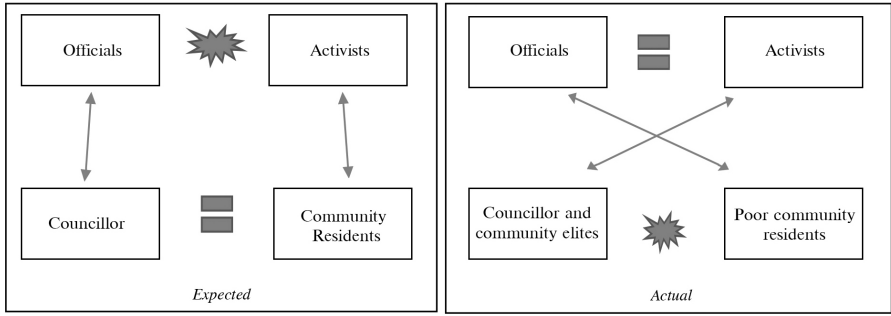 Officials
Activists
Councillor
Community
Residents
Expected
Officials
Activists
Councillor and
community elites
Poor community
residents
Actual